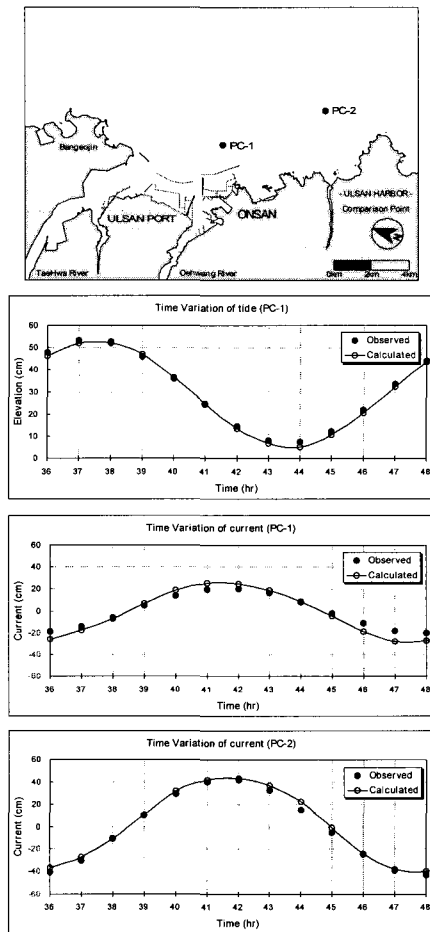 PC-2
PC-1
Bangeojin
- ULSAN HARBOR -
Comparison Point
ULSAN PORT
ONSAN
TaeHwa River
Oehwang River
0km 2km 4km
Time Variation of tide (PC-1)
Elevation (cm)
60
50
40
30
20
10
0
Observed
Calculated
36 37 38 39 40 41 42 43 44 45 46 47 48
Time (hr)
Time Variation of current (PC-1)
Current (cm)
60
40
20
0
-20
-40
-60
Observed
Calculated
36 37 38 39 40 41 42 43 44 45 46 47 48
Time (hr)
Time Variation of current (PC-2)
Current (cm)
60
40
20
0
-20
-40
-60
Observed
Calculated
36 37 38 39 40 41 42 43 44 45 46 47 48
Time (hr)